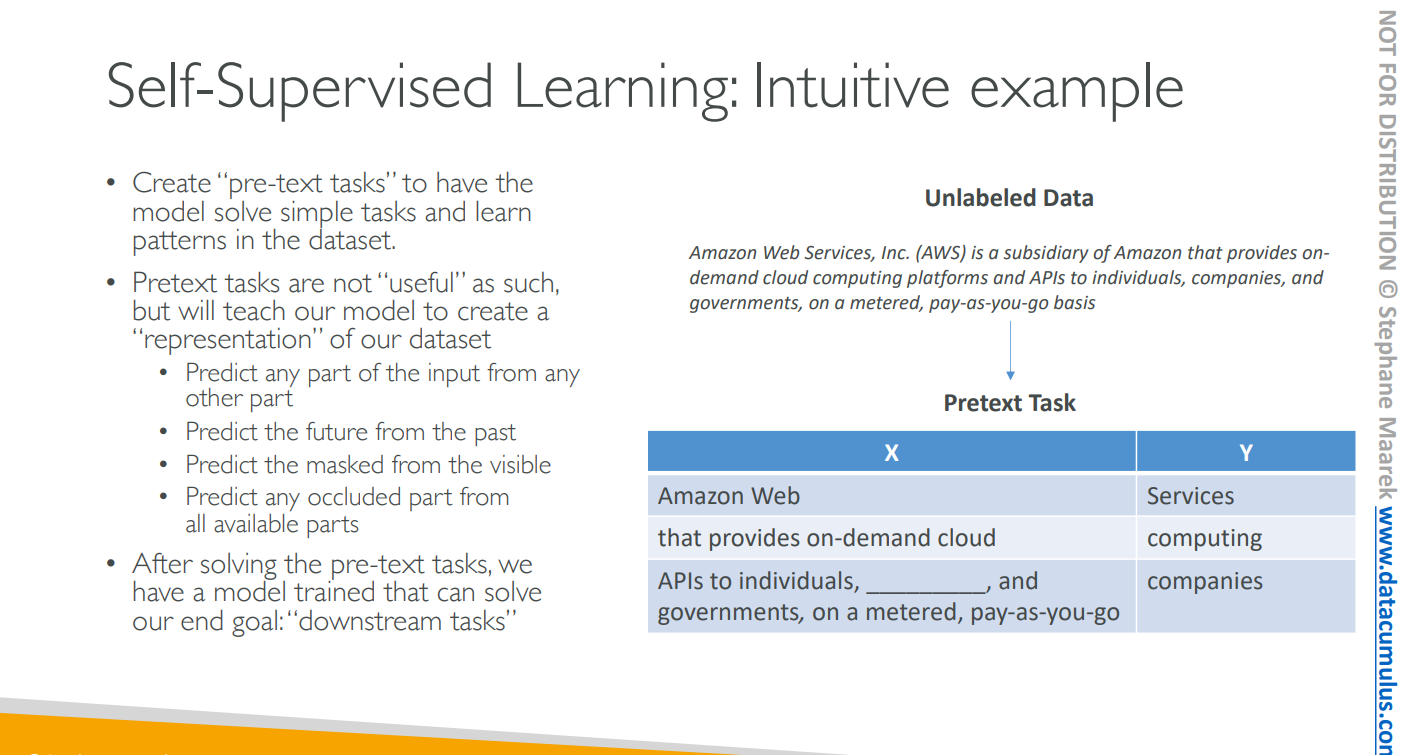 Self-Supervised Learning: Intuitive example
• Create “pre-text tasks” to have the
model solve simple tasks and learn
patterns in the dataset.
• Pretext tasks are not “useful” as such,
but will teach our model to create a
“representation” of our dataset
• Predict any part of the input from any
other part
• Predict the future from the past
• Predict the masked from the visible
• Predict any occluded part from
all available parts
• After solving the pre-text tasks, we
have a model trained that can solve
our end goal: “downstream tasks”
Unlabeled Data
Amazon Web Services, Inc. (AWS) is a subsidiary of Amazon that provides on-
demand cloud computing platforms and APIs to individuals, companies, and
governments, on a metered, pay-as-you-go basis
Pretext Task
X Y
Amazon Web Services
that provides on-demand cloud computing
APIs to individuals, _________, and companies
governments, on a metered, pay-as-you-go
NOT FOR DISTRIBUTION © Stephane Maarek www.datacumulus.com